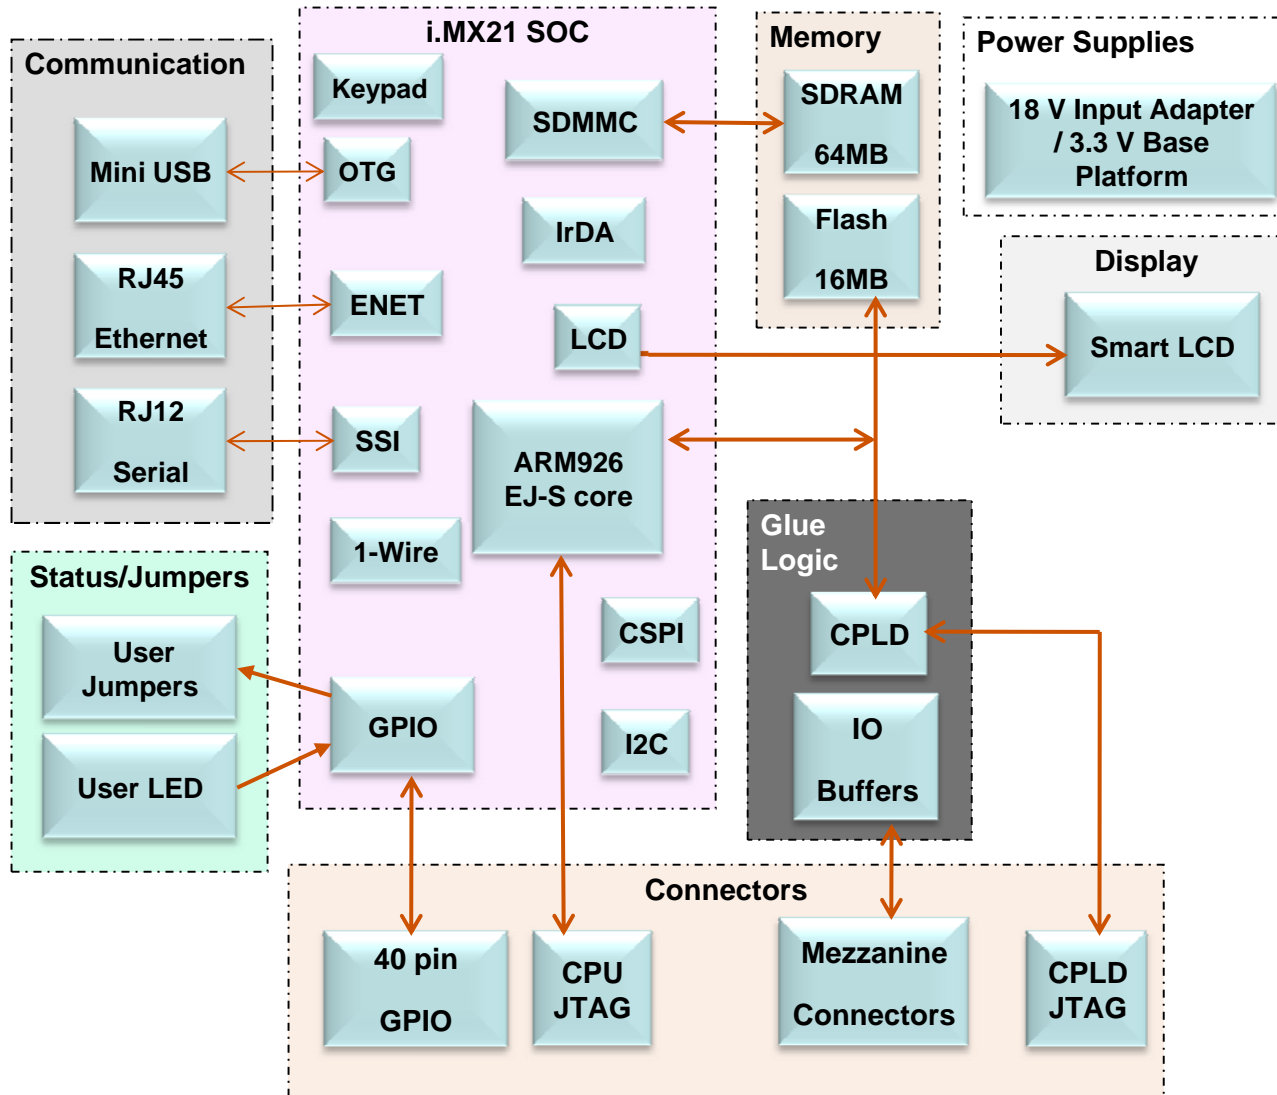 Communication
Mini USB
RJ45
Ethernet
RJ12
Serial
Status/Jumpers
User
Jumpers
User LED
i.MX21 SOC
Keypad
OTG
ENET
SSI
1-Wire
GPIO
SDMMC
IrDA
LCD
ARM926
EJ-S core
CSPI
I2C
Memory
SDRAM
64MB
Flash
16MB
Power Supplies
18 V Input Adapter
/ 3.3 V Base
Platform
Display
Smart LCD
Glue
Logic
CPLD
IO
Buffers
Connectors
40 pin
GPIO
CPU
JTAG
Mezzanine
Connectors
CPLD
JTAG